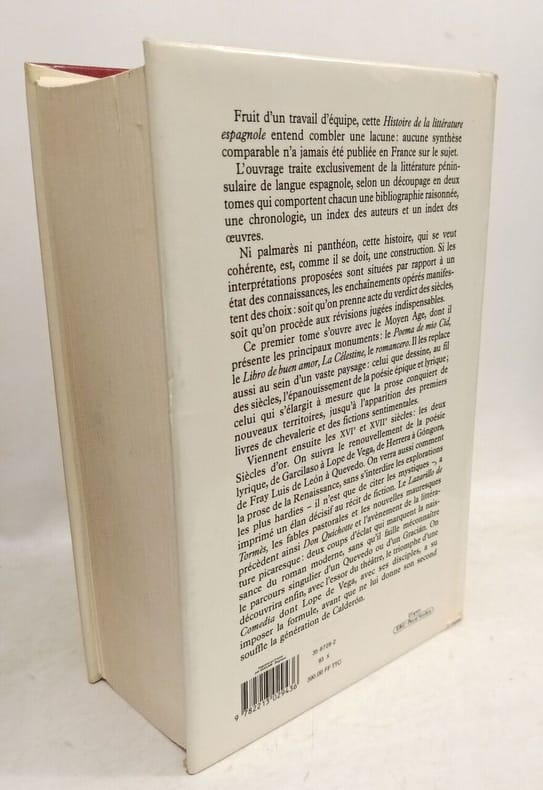 Fruit d'un travail d'équipe, cette Histoire de la littérature
espagnole entend combler une lacune : aucune synthèse
comparable n'a jamais été publiée en France sur le sujet.
L'ouvrage traite exclusivement de la littérature pénin-
sulaire de langue espagnole, selon un découpage en deux
tomes qui comportent chacun une bibliographie raisonnée,
une chronologie, un index des auteurs et un index des
œuvres.
Ni palmarès ni panthéon, cette histoire, qui se veut
cohérente, est, comme il se doit, une construction. Si les
interprétations proposées sont situées par rapport à un
état des connaissances, les enchaînements opérés manifes-
tent des choix : soit qu'on prenne acte du verdict des siècles,
soit qu'on procède aux révisions jugées indispensables.
Ce premier tome s'ouvre avec le Moyen Age, dont il
présente les principaux monuments : le Poema de mio Cid,
le Libro de buen amor, La Célestine, le romancero. Il les replace
aussi au sein d'un vaste paysage : celui que dessine, au fil
des siècles, l'épanouissement de la poésie épique et lyrique ;
celui qui s'élargit à mesure que la prose conquiert de
nouveaux territoires, jusqu'à l'apparition des premiers
livres de chevalerie et des fictions sentimentales.
Viennent ensuite les XVIe et XVIIe siècles : les deux
Siècles d'or. On suivra le renouvellement de la poésie
lyrique, de Garcilaso à Lope de Vega, de Herrera à Góngora,
de Fray Luis de León à Quevedo. On verra aussi comment
la prose de la Renaissance, sans s'interdire les explorations
les plus hardies – il n'est que de citer les mystiques –, a
imprimé un élan décisif au récit de fiction. Le Lazarillo de
Tormès, les fables pastorales et les nouvelles mauresques
précèdent ainsi Don Quichotte et l'avènement de la littéra-
ture picaresque : deux coups d'éclat qui marquent la nais-
sance du roman moderne, sans qu'il faille méconnaître
le parcours singulier d'un Quevedo ou d'un Gracián. On
découvrira enfin, avec l'essor du théâtre, le triomphe d'une
Comedia dont Lope de Vega, avec ses disciples, a su
imposer la formule, avant que ne lui donne son second
souffle la génération de Calderón.
35-8729-2
93. X
390,00 FF TTC
9 782213 029436